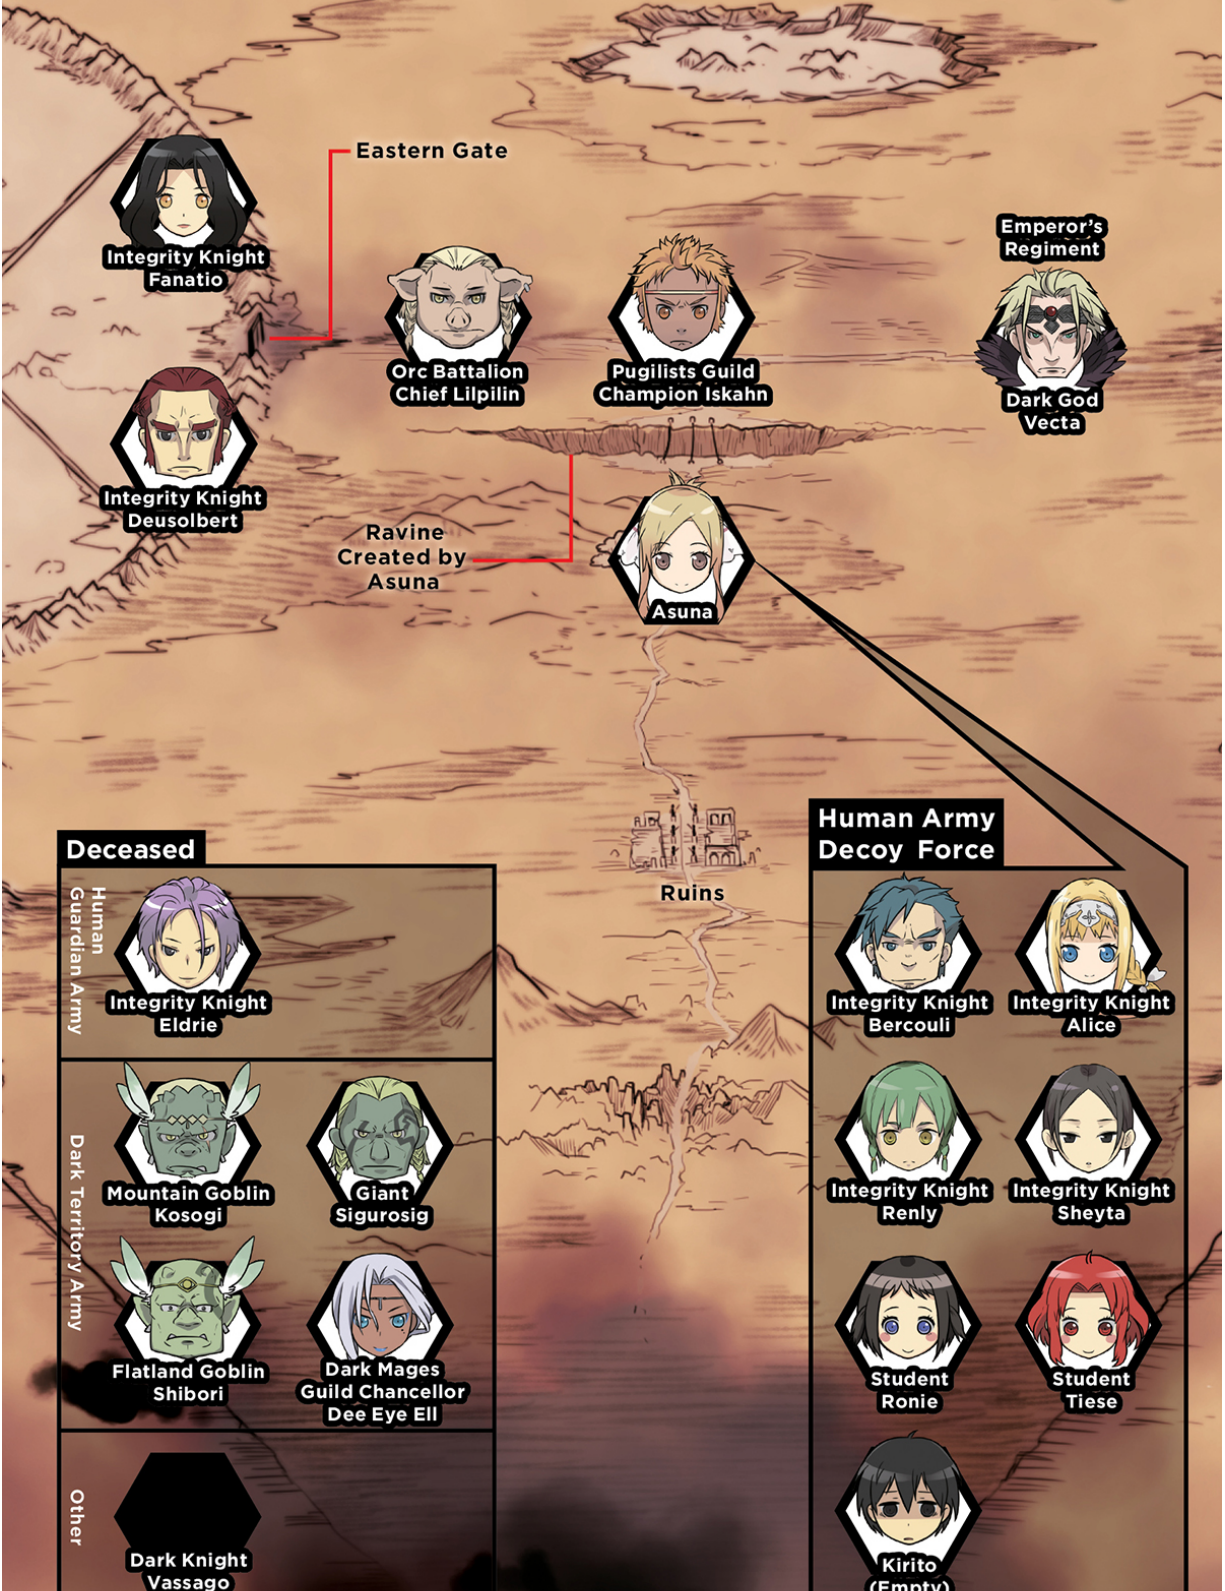 Eastern Gate
Integrity Knight
Fanatio
Orc Battalion
Chief Lilpilin
Pugilists Guild
Champion Iskahn
Emperor's
Regiment
Dark God
Vecta
Integrity Knight
Deusolbert
Ravine
Created by
Asuna
Asuna
Ruins
Deceased
Human
Guardian Army
Integrity Knight
Eldrie
Dark Territory Army
Mountain Goblin
Kosogi
Giant
Sigurosig
Flatland Goblin
Shibori
Dark Mages
Guild Chancellor
Dee Eye Ell
Other
Dark Knight
Vassago
Human Army
Decoy Force
Integrity Knight
Bercouli
Integrity Knight
Alice
Integrity Knight
Renly
Integrity Knight
Sheyta
Student
Ronie
Student
Tiese
Kirito
(Empty)